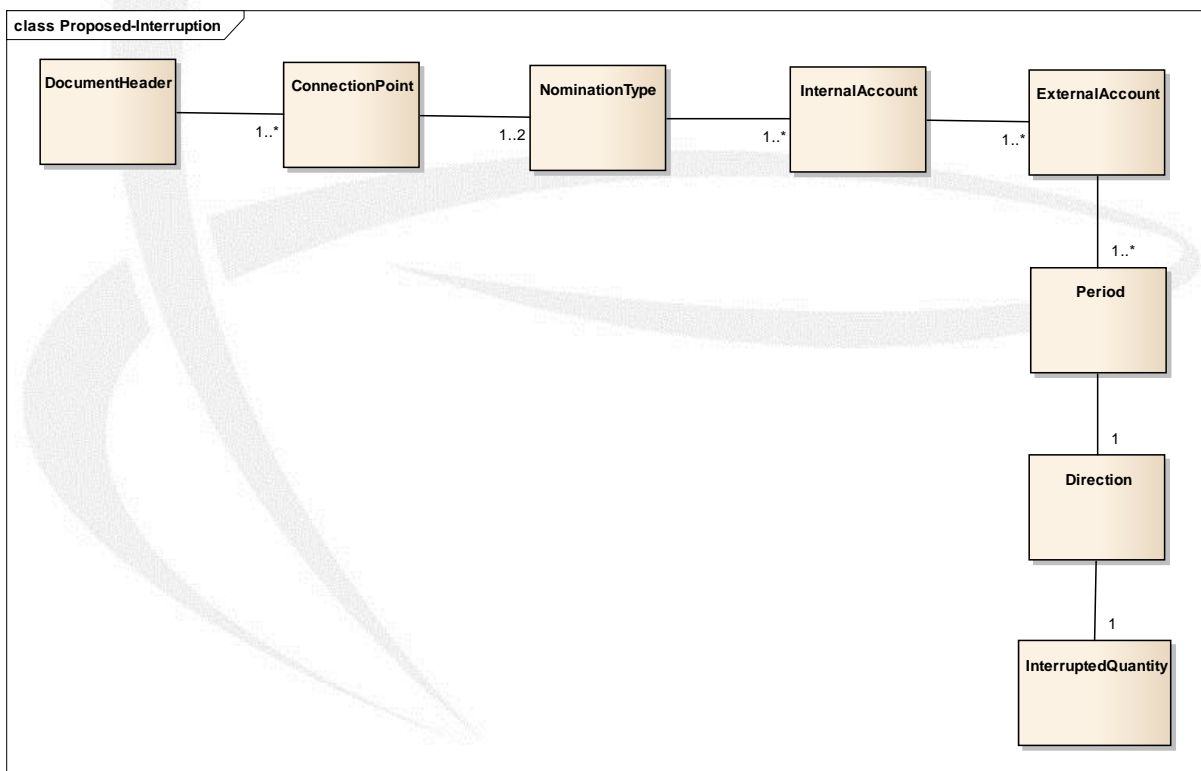 class Proposed-Interruption
DocumentHeader
ConnectionPoint
NominationType
InternalAccount
ExternalAccount
1..*
1..2
1..*
1..*
1..*
Period
1
Direction
1
InterruptedQuantity